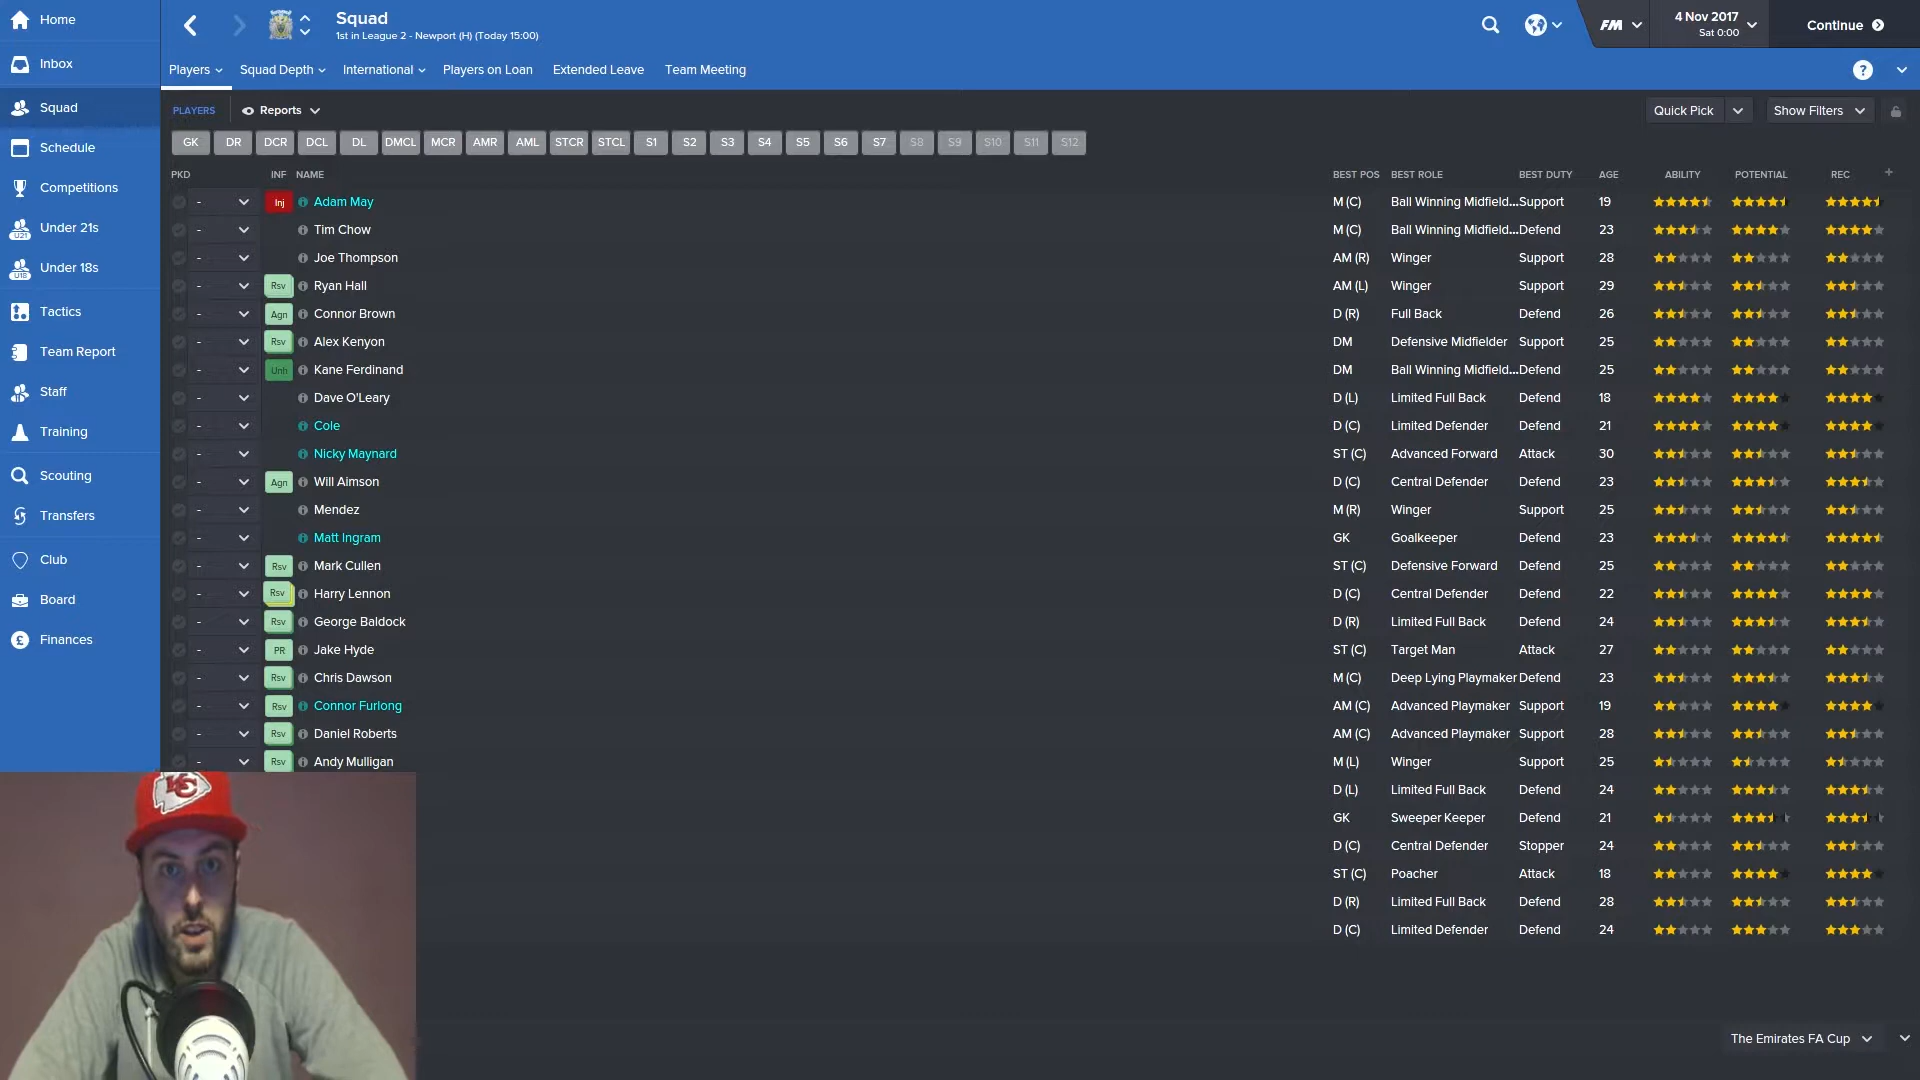 Home
Inbox
Squad
Schedule
Competitions
Under 21s
Under 18s
Tactics
Team Report
Staff
Training
Scouting
Transfers
Club
Board
Finances
Squad
1st in League 2 - Newport (H) (Today 15:00)
FM
4 Nov 2017
Sat 0:00
Continue
Players Squad Depth International Players on Loan Extended Leave Team Meeting
?
PLAYERS Reports Quick Pick Show Filters
GK DR DCR DCL DL DMCL MCR AMR AML STCR STCL S1 S2 S3 S4 S5 S6 S7 S8 S9 S10 S11 S12
PKD INF NAME BEST POS BEST ROLE BEST DUTY AGE ABILITY POTENTIAL REC +
- Inj Adam May M (C) Ball Winning Midfield... Support 19
- Tim Chow M (C) Ball Winning Midfield... Defend 23
- Joe Thompson AM (R) Winger Support 28
- Rsv Ryan Hall AM (L) Winger Support 29
- Agn Connor Brown D (R) Full Back Defend 26
- Rsv Alex Kenyon DM Defensive Midfielder Support 25
- Unh Kane Ferdinand DM Ball Winning Midfield... Defend 25
- Dave O'Leary D (L) Limited Full Back Defend 18
- Cole D (C) Limited Defender Defend 21
- Nicky Maynard ST (C) Advanced Forward Attack 30
- Agn Will Aimson D (C) Central Defender Defend 23
- Mendez M (R) Winger Support 25
- Matt Ingram GK Goalkeeper Defend 23
- Rsv Mark Cullen ST (C) Defensive Forward Defend 25
- Rsv Harry Lennon D (C) Central Defender Defend 22
- Rsv George Baldock D (R) Limited Full Back Defend 24
- PR Jake Hyde ST (C) Target Man Attack 27
- Rsv Chris Dawson M (C) Deep Lying Playmaker Defend 23
- Rsv Connor Furlong AM (C) Advanced Playmaker Support 19
- Rsv Daniel Roberts AM (C) Advanced Playmaker Support 28
- Rsv Andy Mulligan M (L) Winger Support 25
D (L) Limited Full Back Defend 24
GK Sweeper Keeper Defend 21
D (C) Central Defender Stopper 24
ST (C) Poacher Attack 18
D (R) Limited Full Back Defend 28
D (C) Limited Defender Defend 24
KC
The Emirates FA Cup